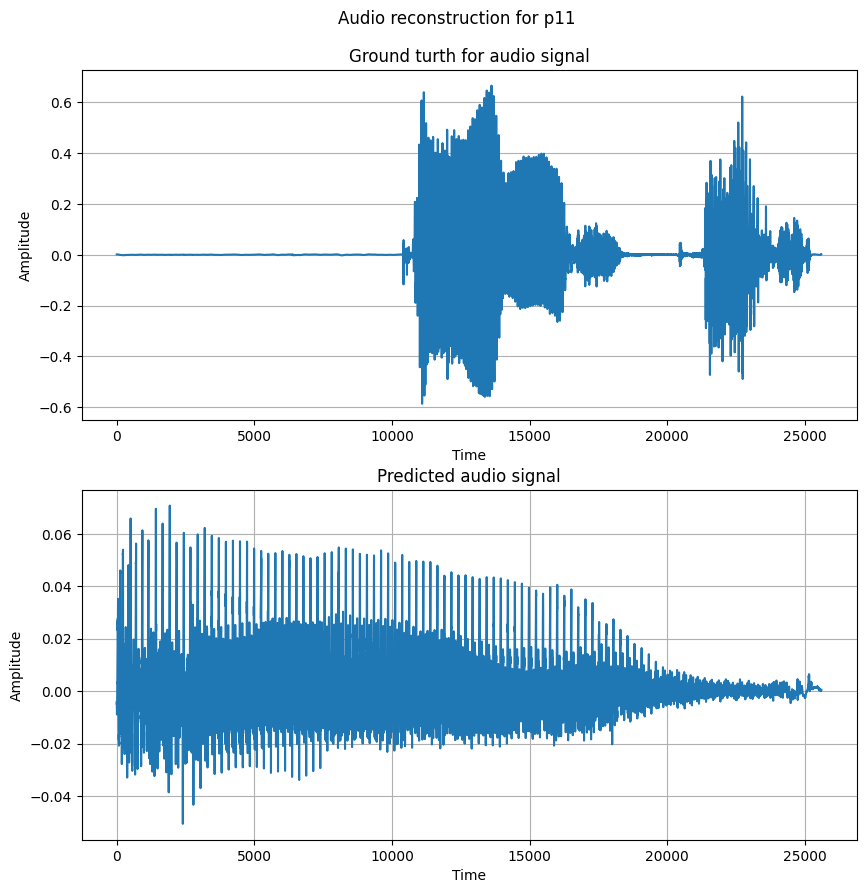 Audio reconstruction for p11
Ground turth for audio signal
0.6
0.4
0.2
0.0
−0.2
−0.4
−0.6
Amplitude
0 5000 10000 15000 20000 25000
Time
Predicted audio signal
0.06
0.04
0.02
0.00
−0.02
−0.04
Amplitude
0 5000 10000 15000 20000 25000
Time